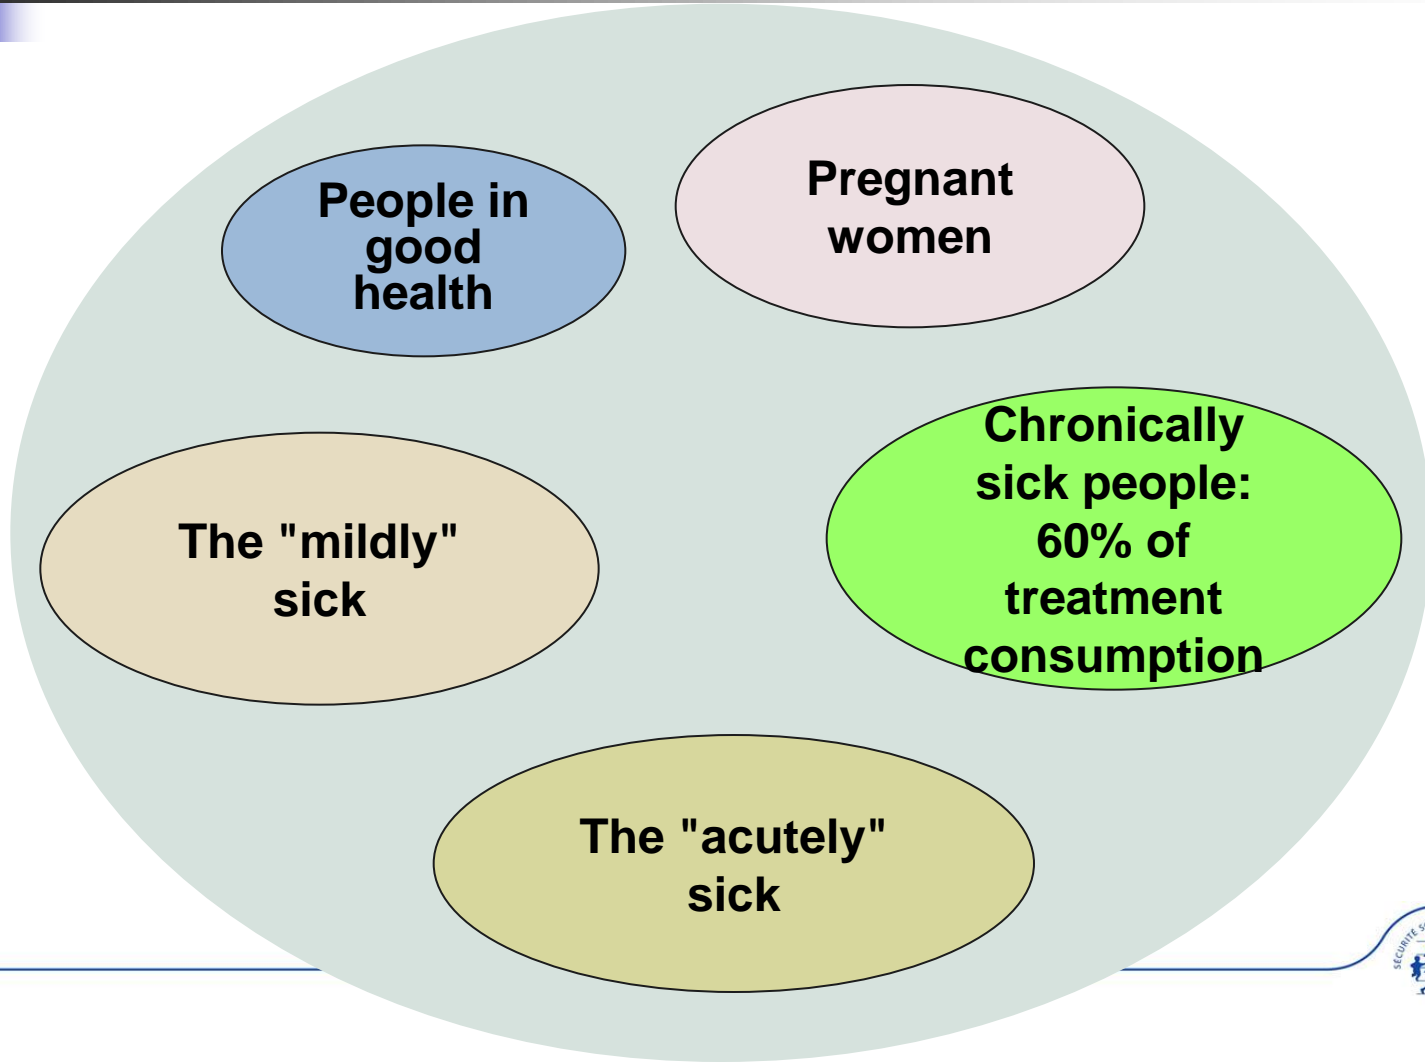 People in
good
health
Pregnant
women
Chronically
sick people:
60% of
treatment
consumption
The "mildly"
sick
The "acutely"
sick
SÉCURITÉ